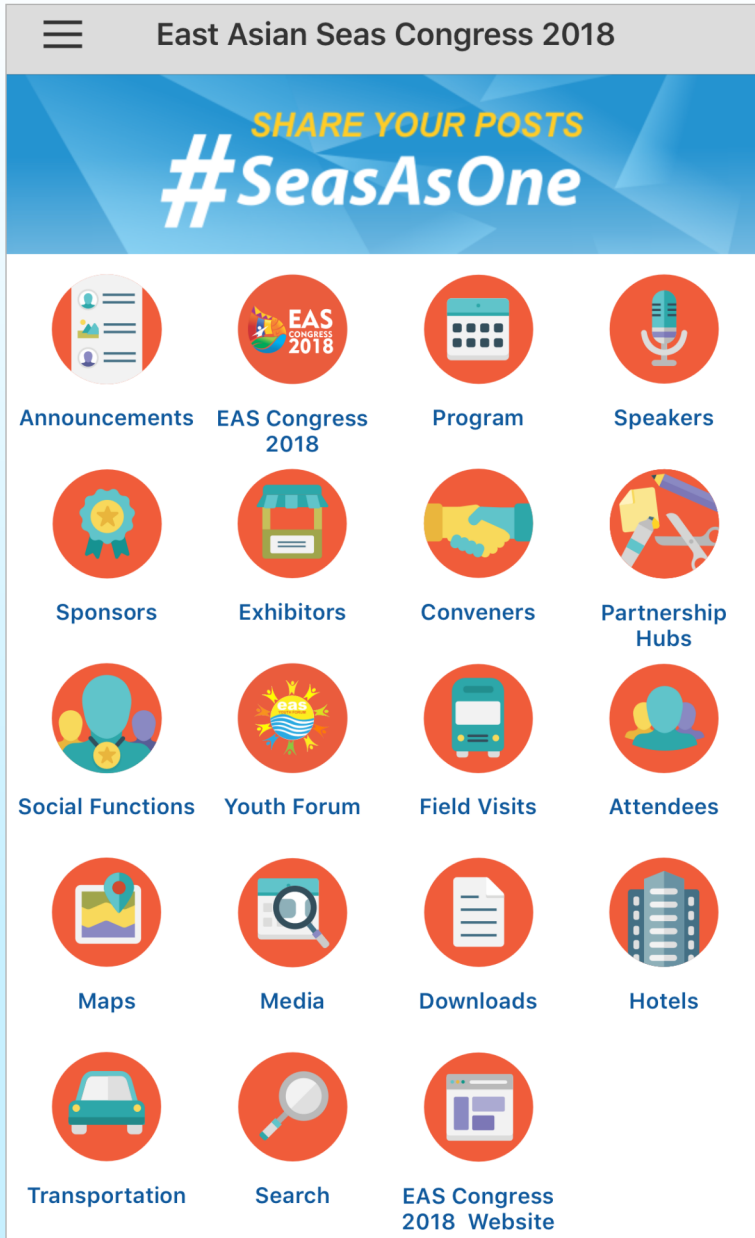 East Asian Seas Congress 2018
SHARE YOUR POSTS
#SeasAsOne
EAS
CONGRESS
2018
Announcements
EAS Congress
2018
Program
Speakers
Sponsors
Exhibitors
Conveners
Partnership
Hubs
eas
Social Functions
Youth Forum
Field Visits
Attendees
Maps
Media
Downloads
Hotels
Transportation
Search
EAS Congress
2018 Website